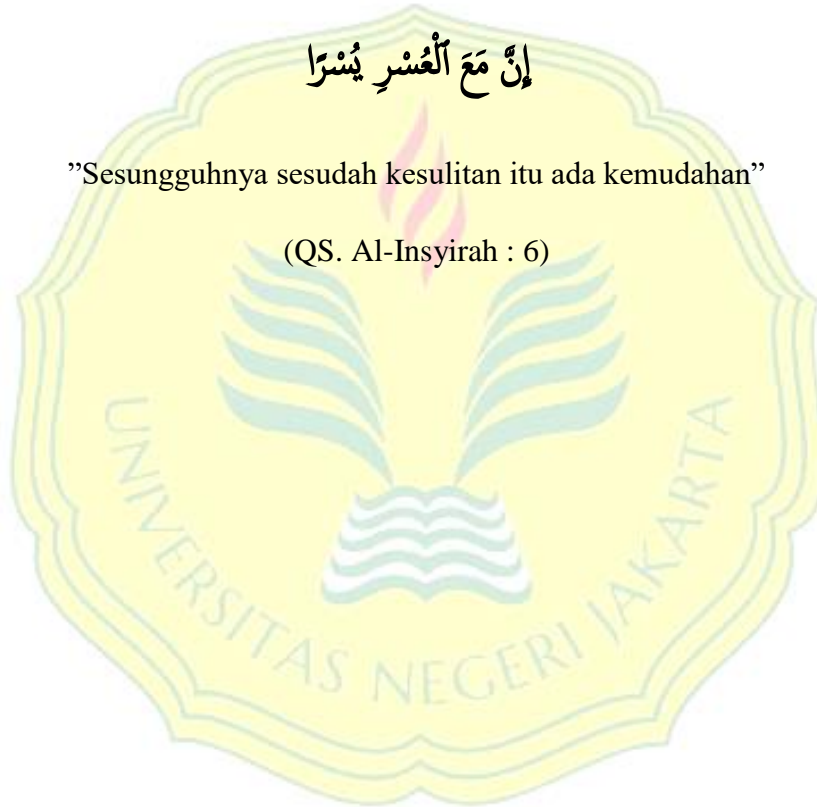 إِنَّ مَعَ ٱلْعُسْرِ يُسْرًا
”Sesungguhnya sesudah kesulitan itu ada kemudahan”
(QS. Al-Insyirah : 6)
UNIVERSITAS NEGERI JAKARTA